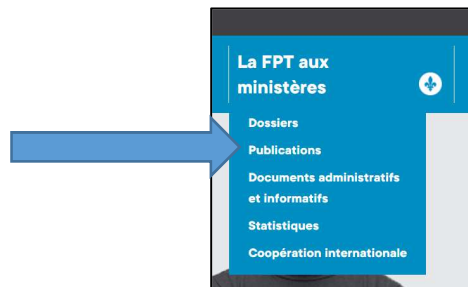 La FPT aux
ministères
Dossiers
Publications
Documents administratifs
et informatifs
Statistiques
Coopération internationale